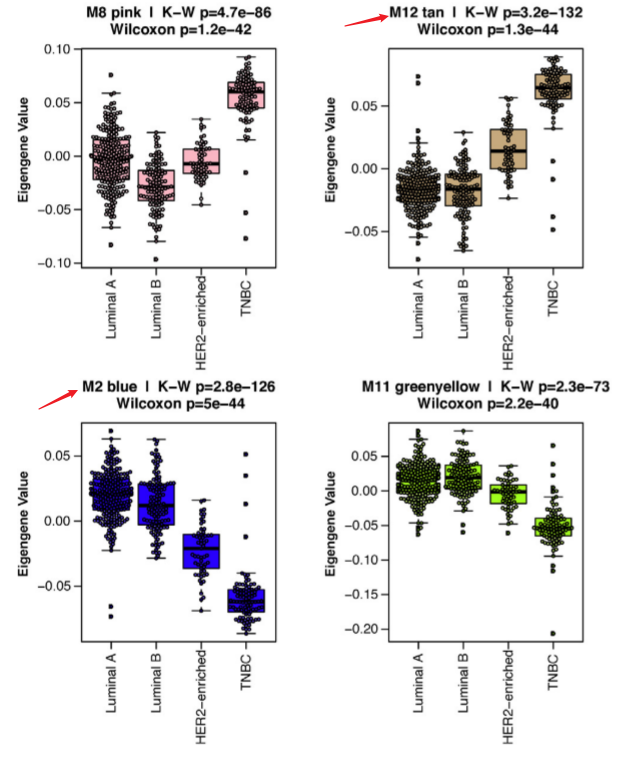 M8 pink | K−W p=4.7e−86
Wilcoxon p=1.2e−42
Eigengene Value
0.10
0.05
0.00
−0.05
−0.10
Luminal A
Luminal B
HER2−enriched
TNBC
M12 tan | K−W p=3.2e−132
Wilcoxon p=1.3e−44
Eigengene Value
0.05
0.00
−0.05
Luminal A
Luminal B
HER2−enriched
TNBC
M2 blue | K−W p=2.8e−126
Wilcoxon p=5e−44
Eigengene Value
0.05
0.00
−0.05
Luminal A
Luminal B
HER2−enriched
TNBC
M11 greenyellow | K−W p=2.3e−73
Wilcoxon p=2.2e−40
Eigengene Value
0.05
0.00
−0.05
−0.10
−0.15
−0.20
Luminal A
Luminal B
HER2−enriched
TNBC